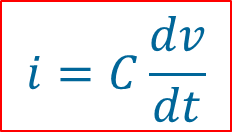 i = C dv/dt